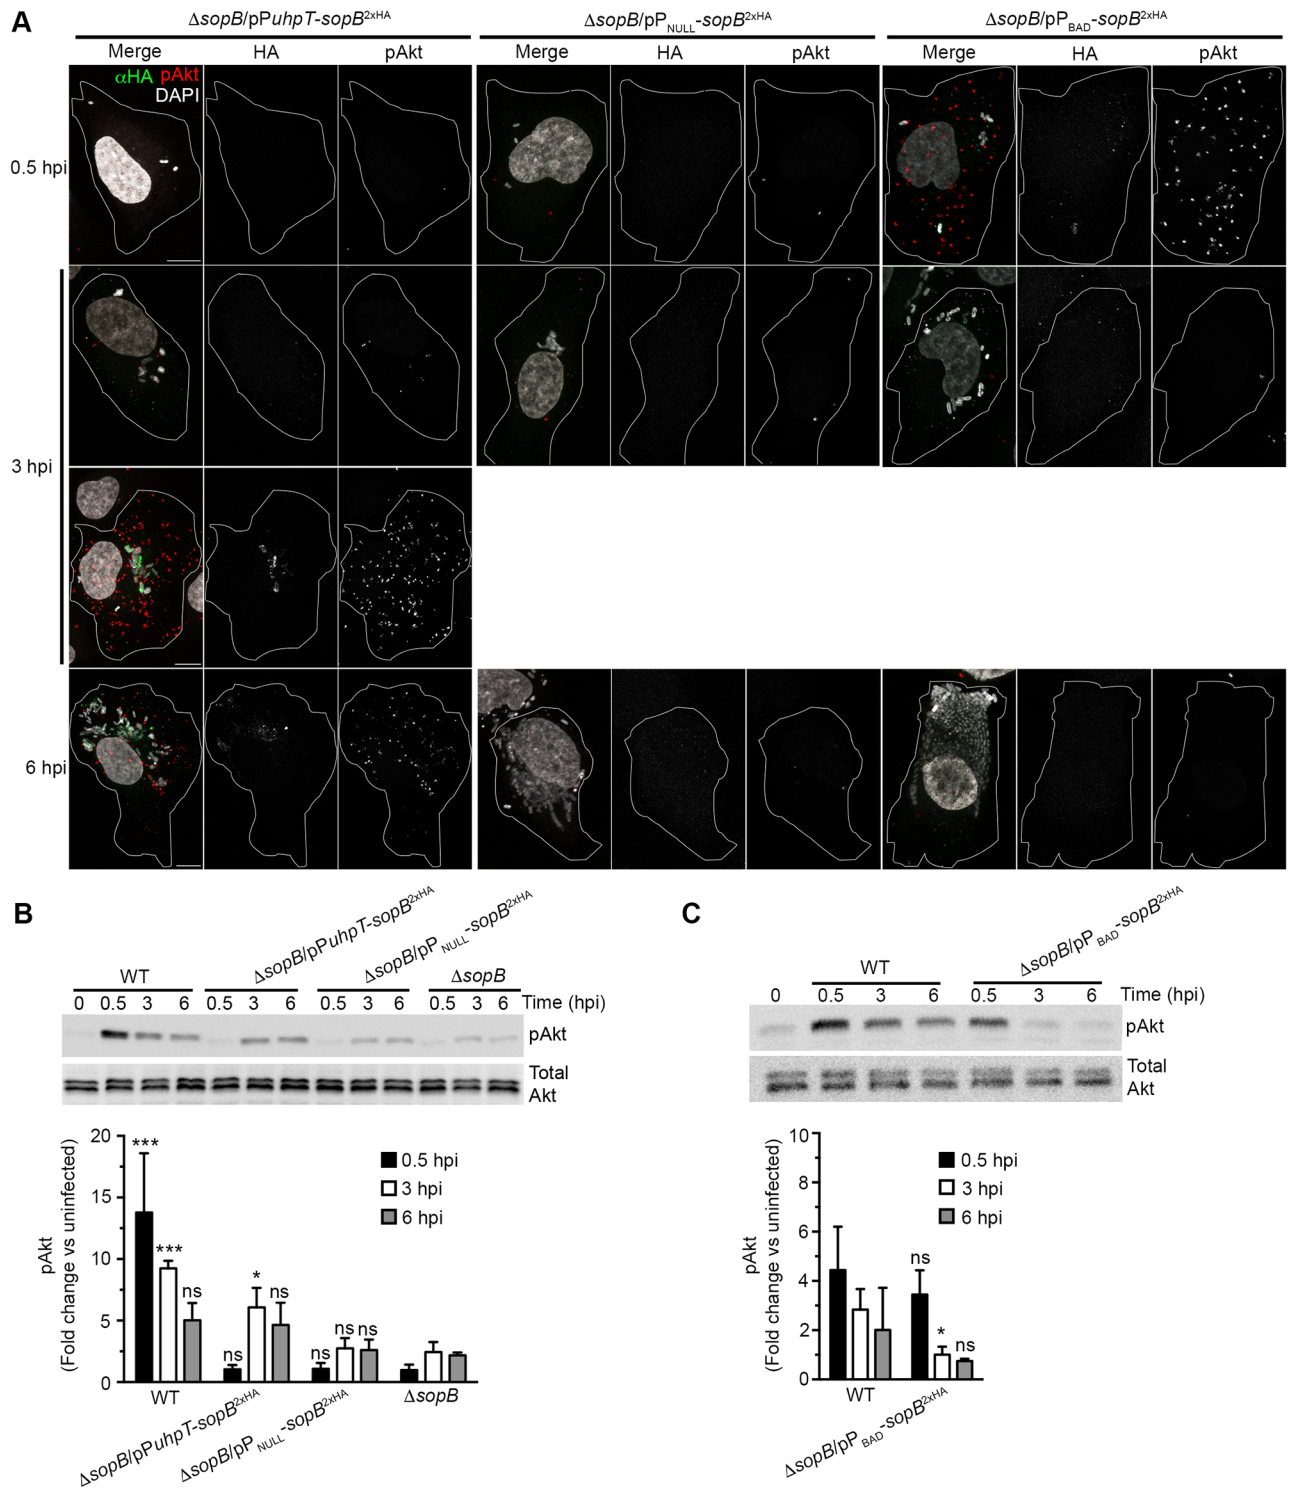 A
ΔsopB/pPuhpT-sopB2xHA ΔsopB/pPNULL-sopB2xHA ΔsopB/pPBAD-sopB2xHA
Merge HA pAkt Merge HA pAkt Merge HA pAkt
αHA pAkt
DAPI
0.5 hpi
3 hpi
6 hpi
B
WT ΔsopB/pPuhpT-sopB2xHA ΔsopB/pPNULL-sopB2xHA ΔsopB
0 0.5 3 6 0.5 3 6 0.5 3 6 0.5 3 6 Time (hpi)
pAkt
Total
Akt
pAkt
(Fold change vs uninfected)
20
15
10
5
0
*** *** ns ns * ns ns ns ns
0.5 hpi
3 hpi
6 hpi
WT ΔsopB/pPuhpT-sopB2xHA ΔsopB/pPNULL-sopB2xHA ΔsopB
C
WT ΔsopB/pPBAD-sopB2xHA
0 0.5 3 6 0.5 3 6 Time (hpi)
pAkt
Total
Akt
pAkt
(Fold change vs uninfected)
10
8
6
4
2
0
ns * ns
0.5 hpi
3 hpi
6 hpi
WT ΔsopB/pPBAD-sopB2xHA